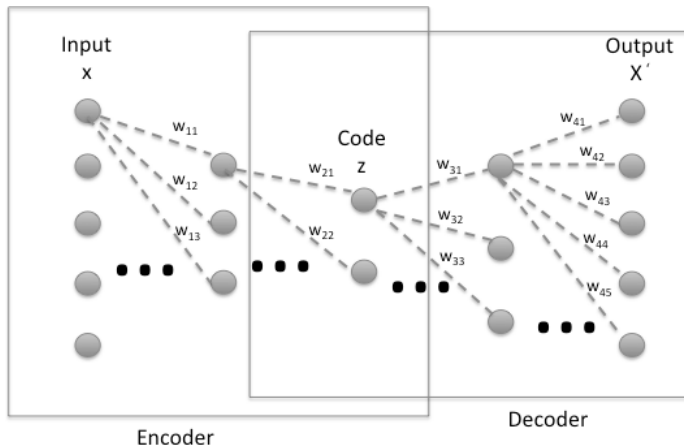 Input
x
Output
X´
Code
z
w11
w12
w13
w21
w22
w31
w32
w33
w41
w42
w43
w44
w45
Encoder
Decoder